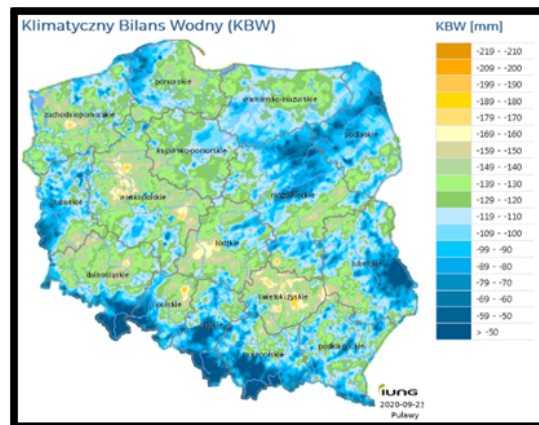 Klimatyczny Bilans Wodny (KBW)
KBW [mm]
-219 - -210
-209 - -200
-199 - -190
-189 - -180
-179 - -170
-169 - -160
-159 - -150
-149 - -140
-139 - -130
-129 - -120
-119 - -110
-109 - -100
-99 - -90
-89 - -80
-79 - -70
-69 - -60
-59 - -50
> -50
pomorskie
warmińsko-mazurskie
zachodniopomorskie
podlaskie
kujawsko-pomorskie
mazowieckie
lubuskie
wielkopolskie
łódzkie
lubelskie
dolnośląskie
opolskie
świętokrzyskie
małopolskie
podkarpackie
IUNG
2020-09-21
Puławy